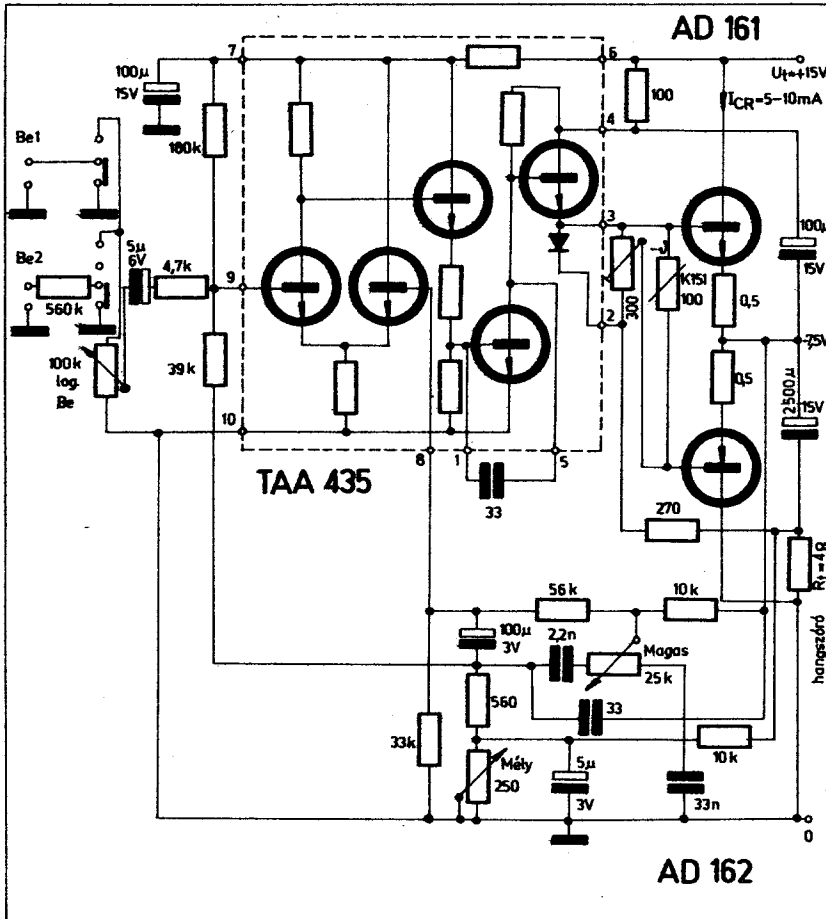 AD 161
7
6
100µ
15V
Ut=+15V
ICR=5-10mA
100
4
Be1
180k
3
100µ
15V
Be2
5µ
6V
4,7k
9
-ϑ
300
K151
100
0,5
560k
2
7,5V
39k
100k
log.
Be
0,5
2500µ
15V
10
8
1
5
TAA 435
33
270
Rt=4Ω
56k
10k
100µ
3V
2,2n
Magas
25k
hangszóró
560
33
33k
Mély
250
10k
5µ
3V
33n
0
AD 162